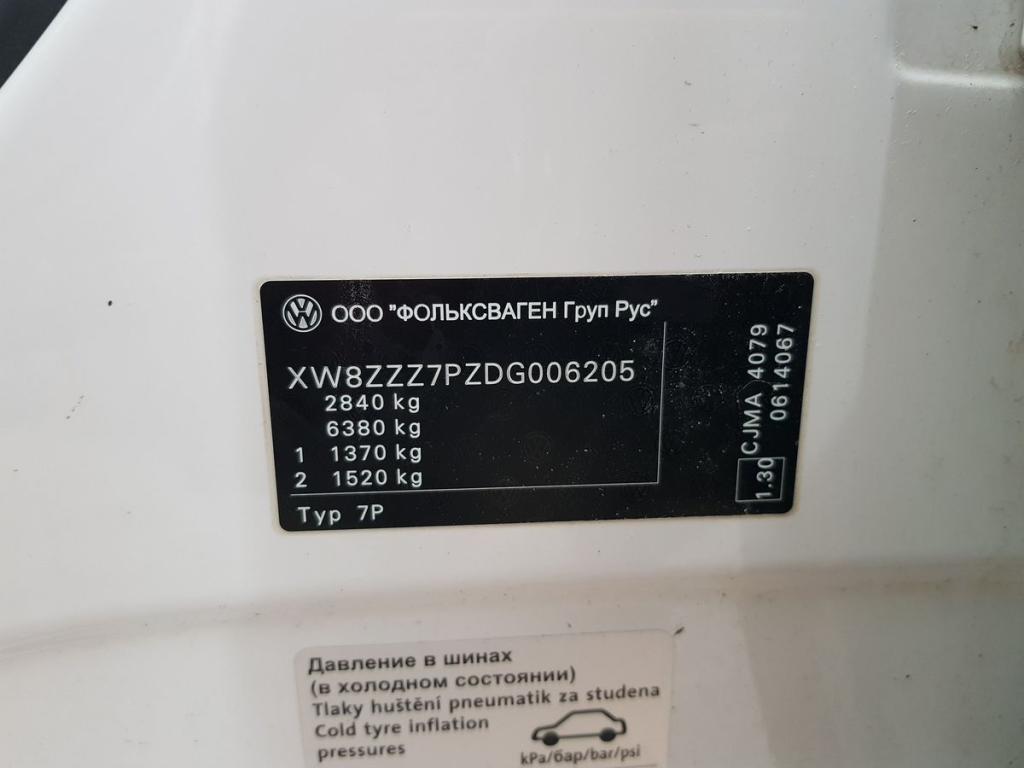 ООО "ФОЛЬКСВАГЕН Груп Рус"
XW8ZZZ7PZDG006205
2840 kg
6380 kg
1 1370 kg
2 1520 kg
Typ 7P
1.30 CJMA 4079
0614067
Давление в шинах
(в холодном состоянии)
Tlaky huštění pneumatik za studena
Cold tyre inflation
pressures
kPa/бар/bar/psi